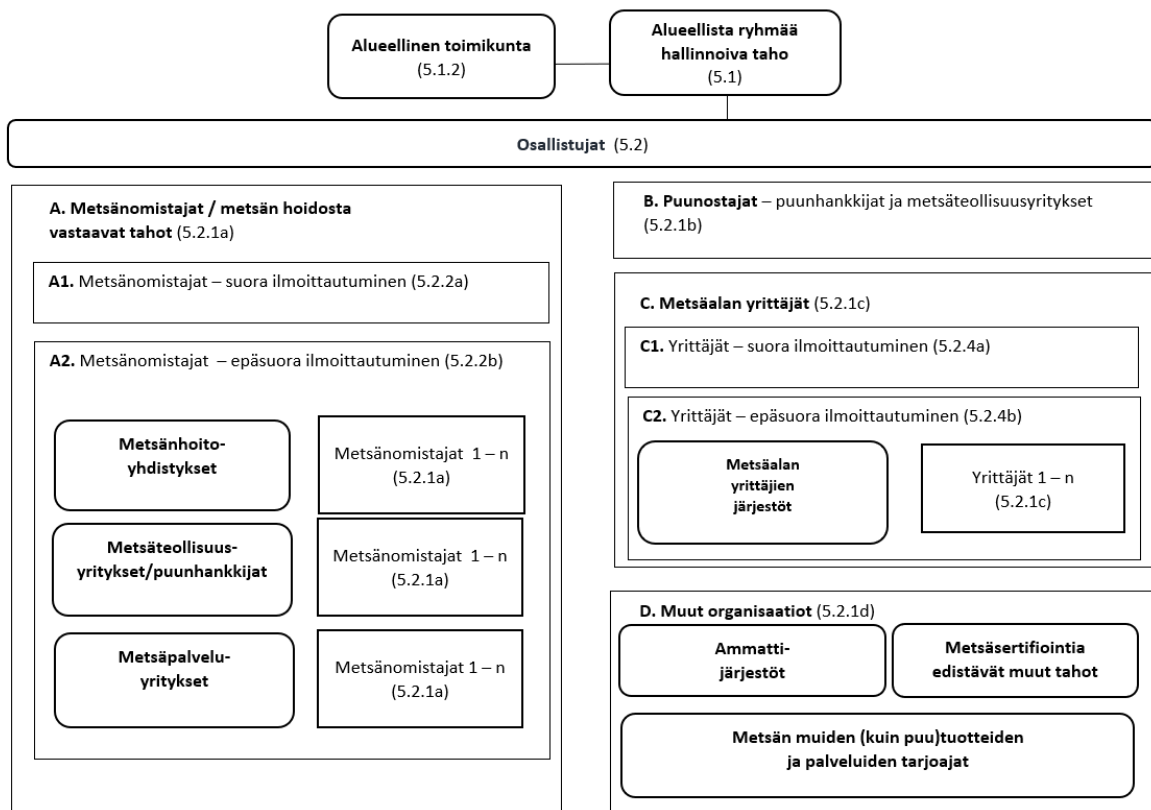 Alueellinen toimikunta
(5.1.2)
Alueellista ryhmää
hallinnoiva taho
(5.1)
Osallistujat (5.2)
A. Metsänomistajat / metsän hoidosta
vastaavat tahot (5.2.1a)
A1. Metsänomistajat – suora ilmoittautuminen (5.2.2a)
A2. Metsänomistajat – epäsuora ilmoittautuminen (5.2.2b)
Metsänhoito-
yhdistykset
Metsänomistajat 1 – n
(5.2.1a)
Metsäteollisuus-
yritykset/puunhankkijat
Metsänomistajat 1 – n
(5.2.1a)
Metsäpalvelu-
yritykset
Metsänomistajat 1 – n
(5.2.1a)
B. Puunostajat – puunhankkijat ja metsäteollisuusyritykset
(5.2.1b)
C. Metsäalan yrittäjät (5.2.1c)
C1. Yrittäjät – suora ilmoittautuminen (5.2.4a)
C2. Yrittäjät – epäsuora ilmoittautuminen (5.2.4b)
Metsäalan
yrittäjien
järjestöt
Yrittäjät 1 – n
(5.2.1c)
D. Muut organisaatiot (5.2.1d)
Ammatti-
järjestöt
Metsäsertifiointia
edistävät muut tahot
Metsän muiden (kuin puu)tuotteiden
ja palveluiden tarjoajat